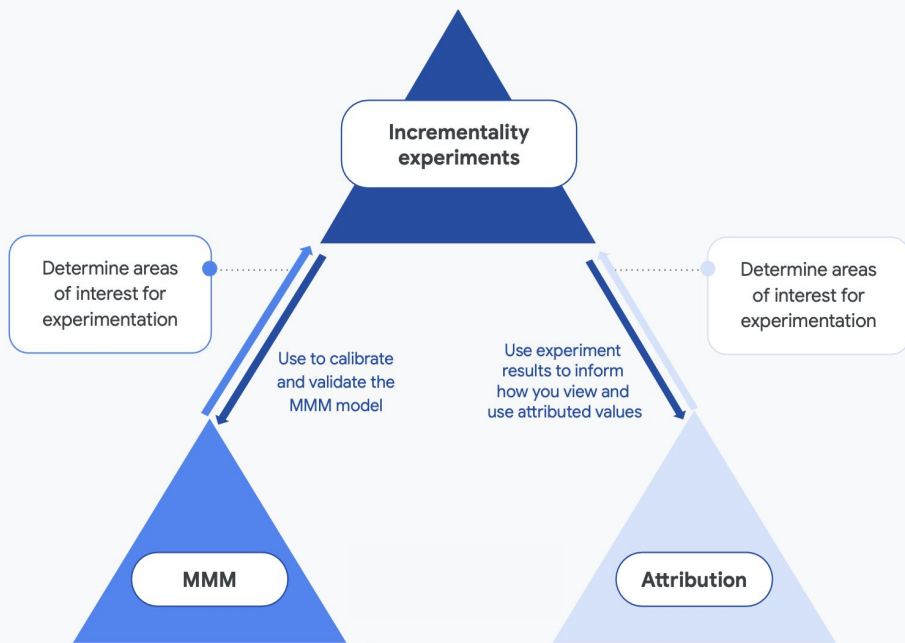 Incrementality
experiments
Determine areas
of interest for
experimentation
Determine areas
of interest for
experimentation
Use to calibrate
and validate the
MMM model
Use experiment
results to inform
how you view and
use attributed values
MMM
Attribution